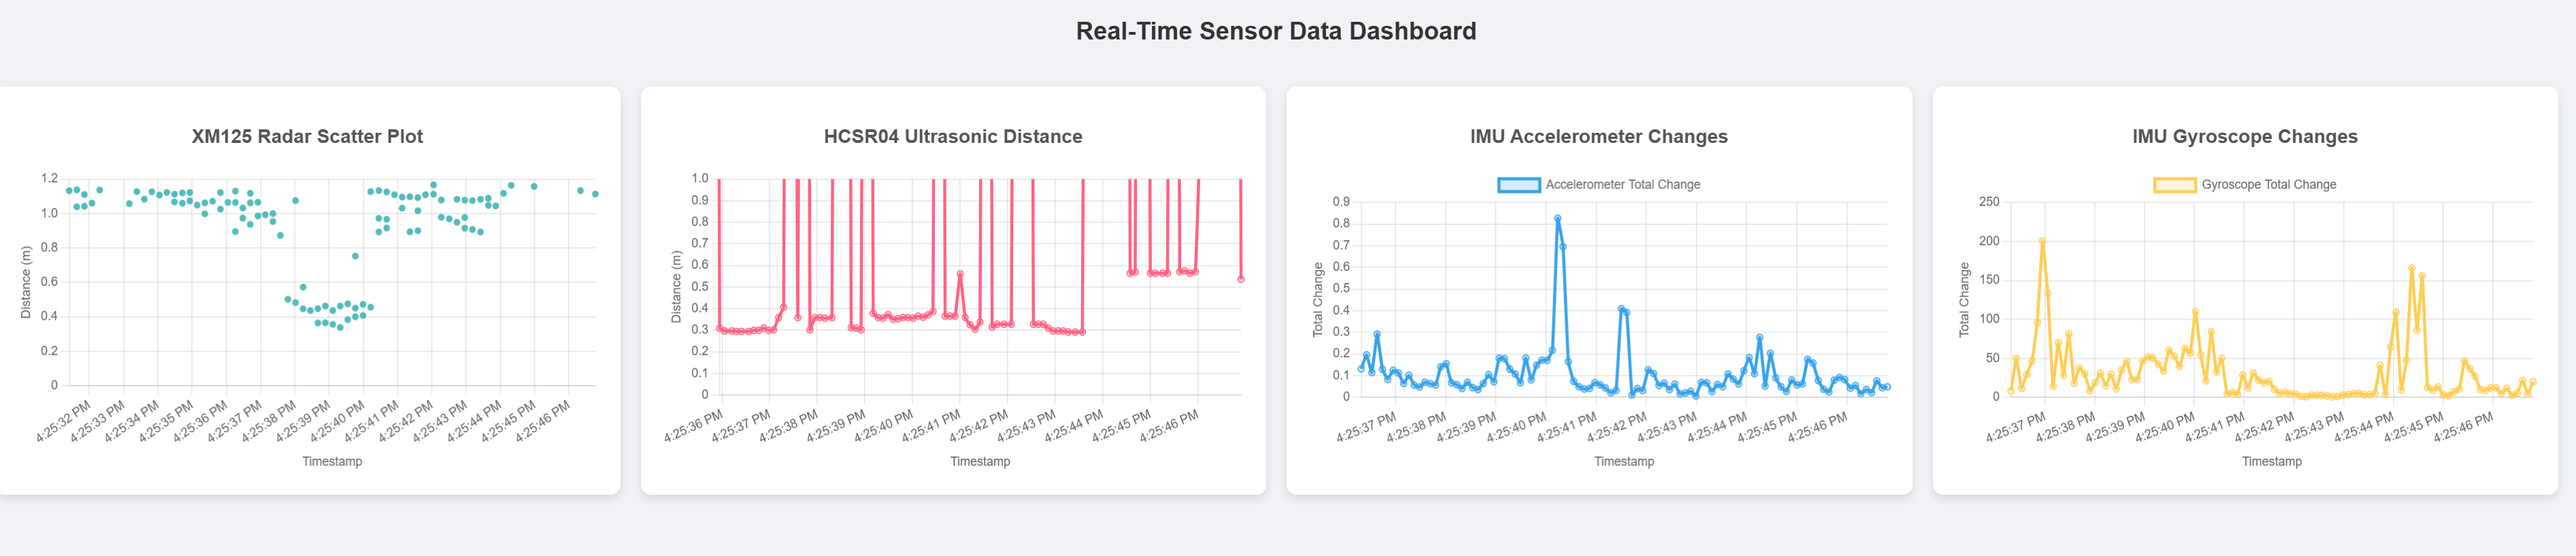 Real-Time Sensor Data Dashboard
XM125 Radar Scatter Plot
1.2
1.0
0.8
0.6
0.4
0.2
0
Distance (m)
4:25:32 PM
4:25:33 PM
4:25:34 PM
4:25:35 PM
4:25:36 PM
4:25:37 PM
4:25:38 PM
4:25:39 PM
4:25:40 PM
4:25:41 PM
4:25:42 PM
4:25:43 PM
4:25:44 PM
4:25:45 PM
4:25:46 PM
Timestamp
HCSR04 Ultrasonic Distance
1.0
0.9
0.8
0.7
0.6
0.5
0.4
0.3
0.2
0.1
0
Distance (m)
4:25:36 PM
4:25:37 PM
4:25:38 PM
4:25:39 PM
4:25:40 PM
4:25:41 PM
4:25:42 PM
4:25:43 PM
4:25:44 PM
4:25:45 PM
4:25:46 PM
Timestamp
IMU Accelerometer Changes
Accelerometer Total Change
0.9
0.8
0.7
0.6
0.5
0.4
0.3
0.2
0.1
0
Total Change
4:25:37 PM
4:25:38 PM
4:25:39 PM
4:25:40 PM
4:25:41 PM
4:25:42 PM
4:25:43 PM
4:25:44 PM
4:25:45 PM
4:25:46 PM
Timestamp
IMU Gyroscope Changes
Gyroscope Total Change
250
200
150
100
50
0
Total Change
4:25:37 PM
4:25:38 PM
4:25:39 PM
4:25:40 PM
4:25:41 PM
4:25:42 PM
4:25:43 PM
4:25:44 PM
4:25:45 PM
4:25:46 PM
Timestamp